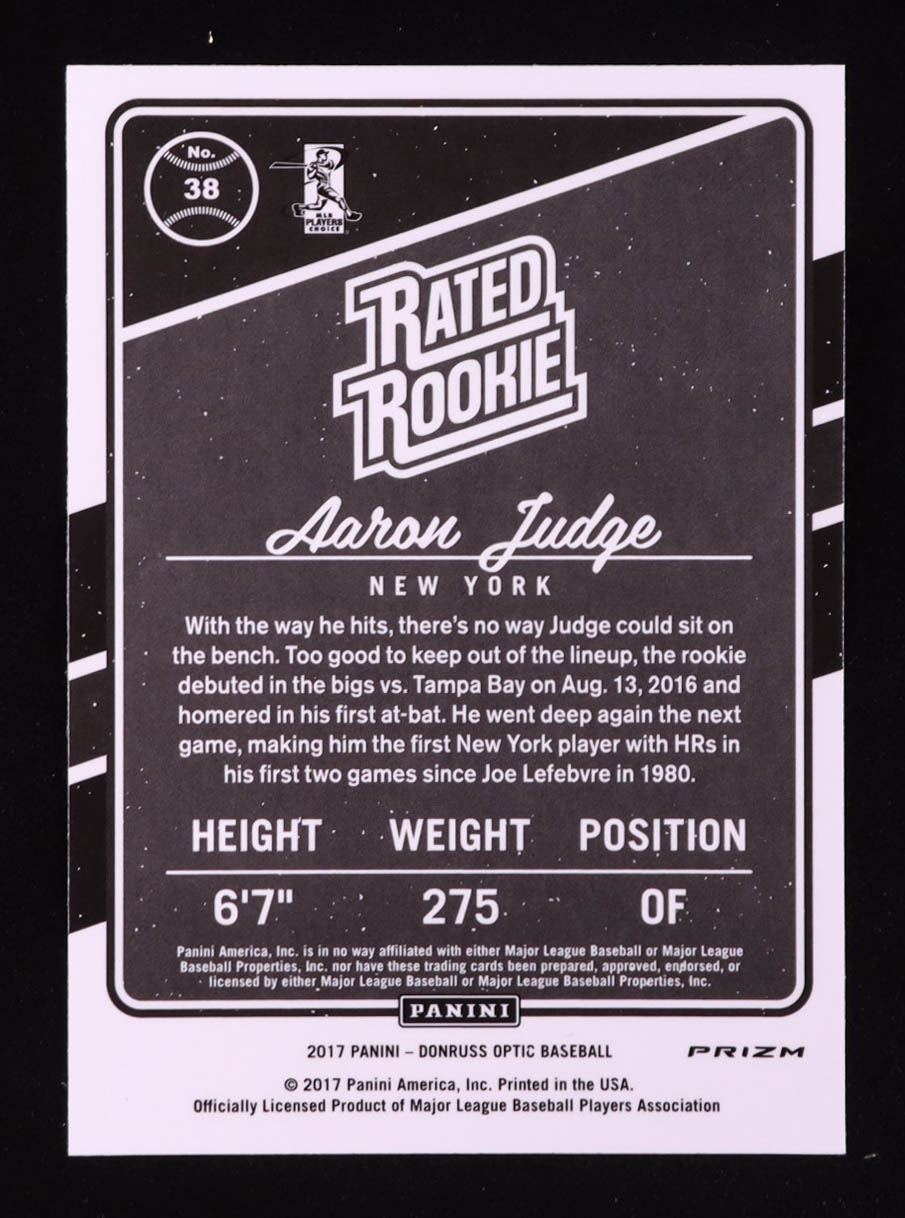 No.
38
MLB
PLAYERS
CHOICE
RATED
ROOKIE
Aaron Judge
NEW YORK
With the way he hits, there's no way Judge could sit on
the bench. Too good to keep out of the lineup, the rookie
debuted in the bigs vs. Tampa Bay on Aug. 13, 2016 and
homered in his first at-bat. He went deep again the next
game, making him the first New York player with HRs in
his first two games since Joe Lefebvre in 1980.
HEIGHT WEIGHT POSITION
6'7" 275 OF
Panini America, Inc. is in no way affiliated with either Major League Baseball or Major League
Baseball Properties, Inc. nor have these trading cards been prepared, approved, endorsed, or
licensed by either Major League Baseball or Major League Baseball Properties, Inc.
PANINI
2017 PANINI – DONRUSS OPTIC BASEBALL
PRIZM
© 2017 Panini America, Inc. Printed in the USA.
Officially Licensed Product of Major League Baseball Players Association